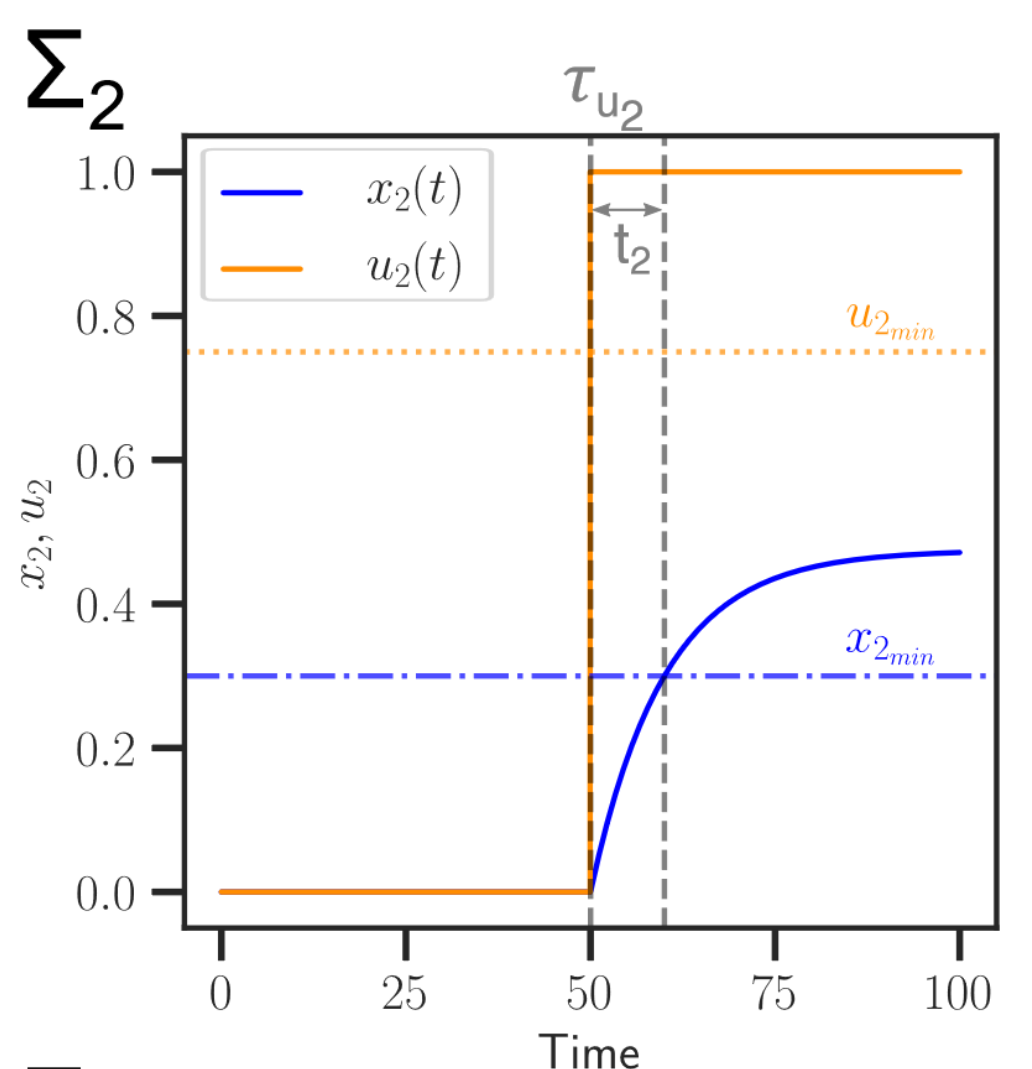 Σ₂
τᵤ₂
x₂(t)
u₂(t)
t₂
u₂ₘᵢₙ
x₂ₘᵢₙ
1.0
0.8
0.6
0.4
0.2
0.0
x₂, u₂
0 25 50 75 100
Time